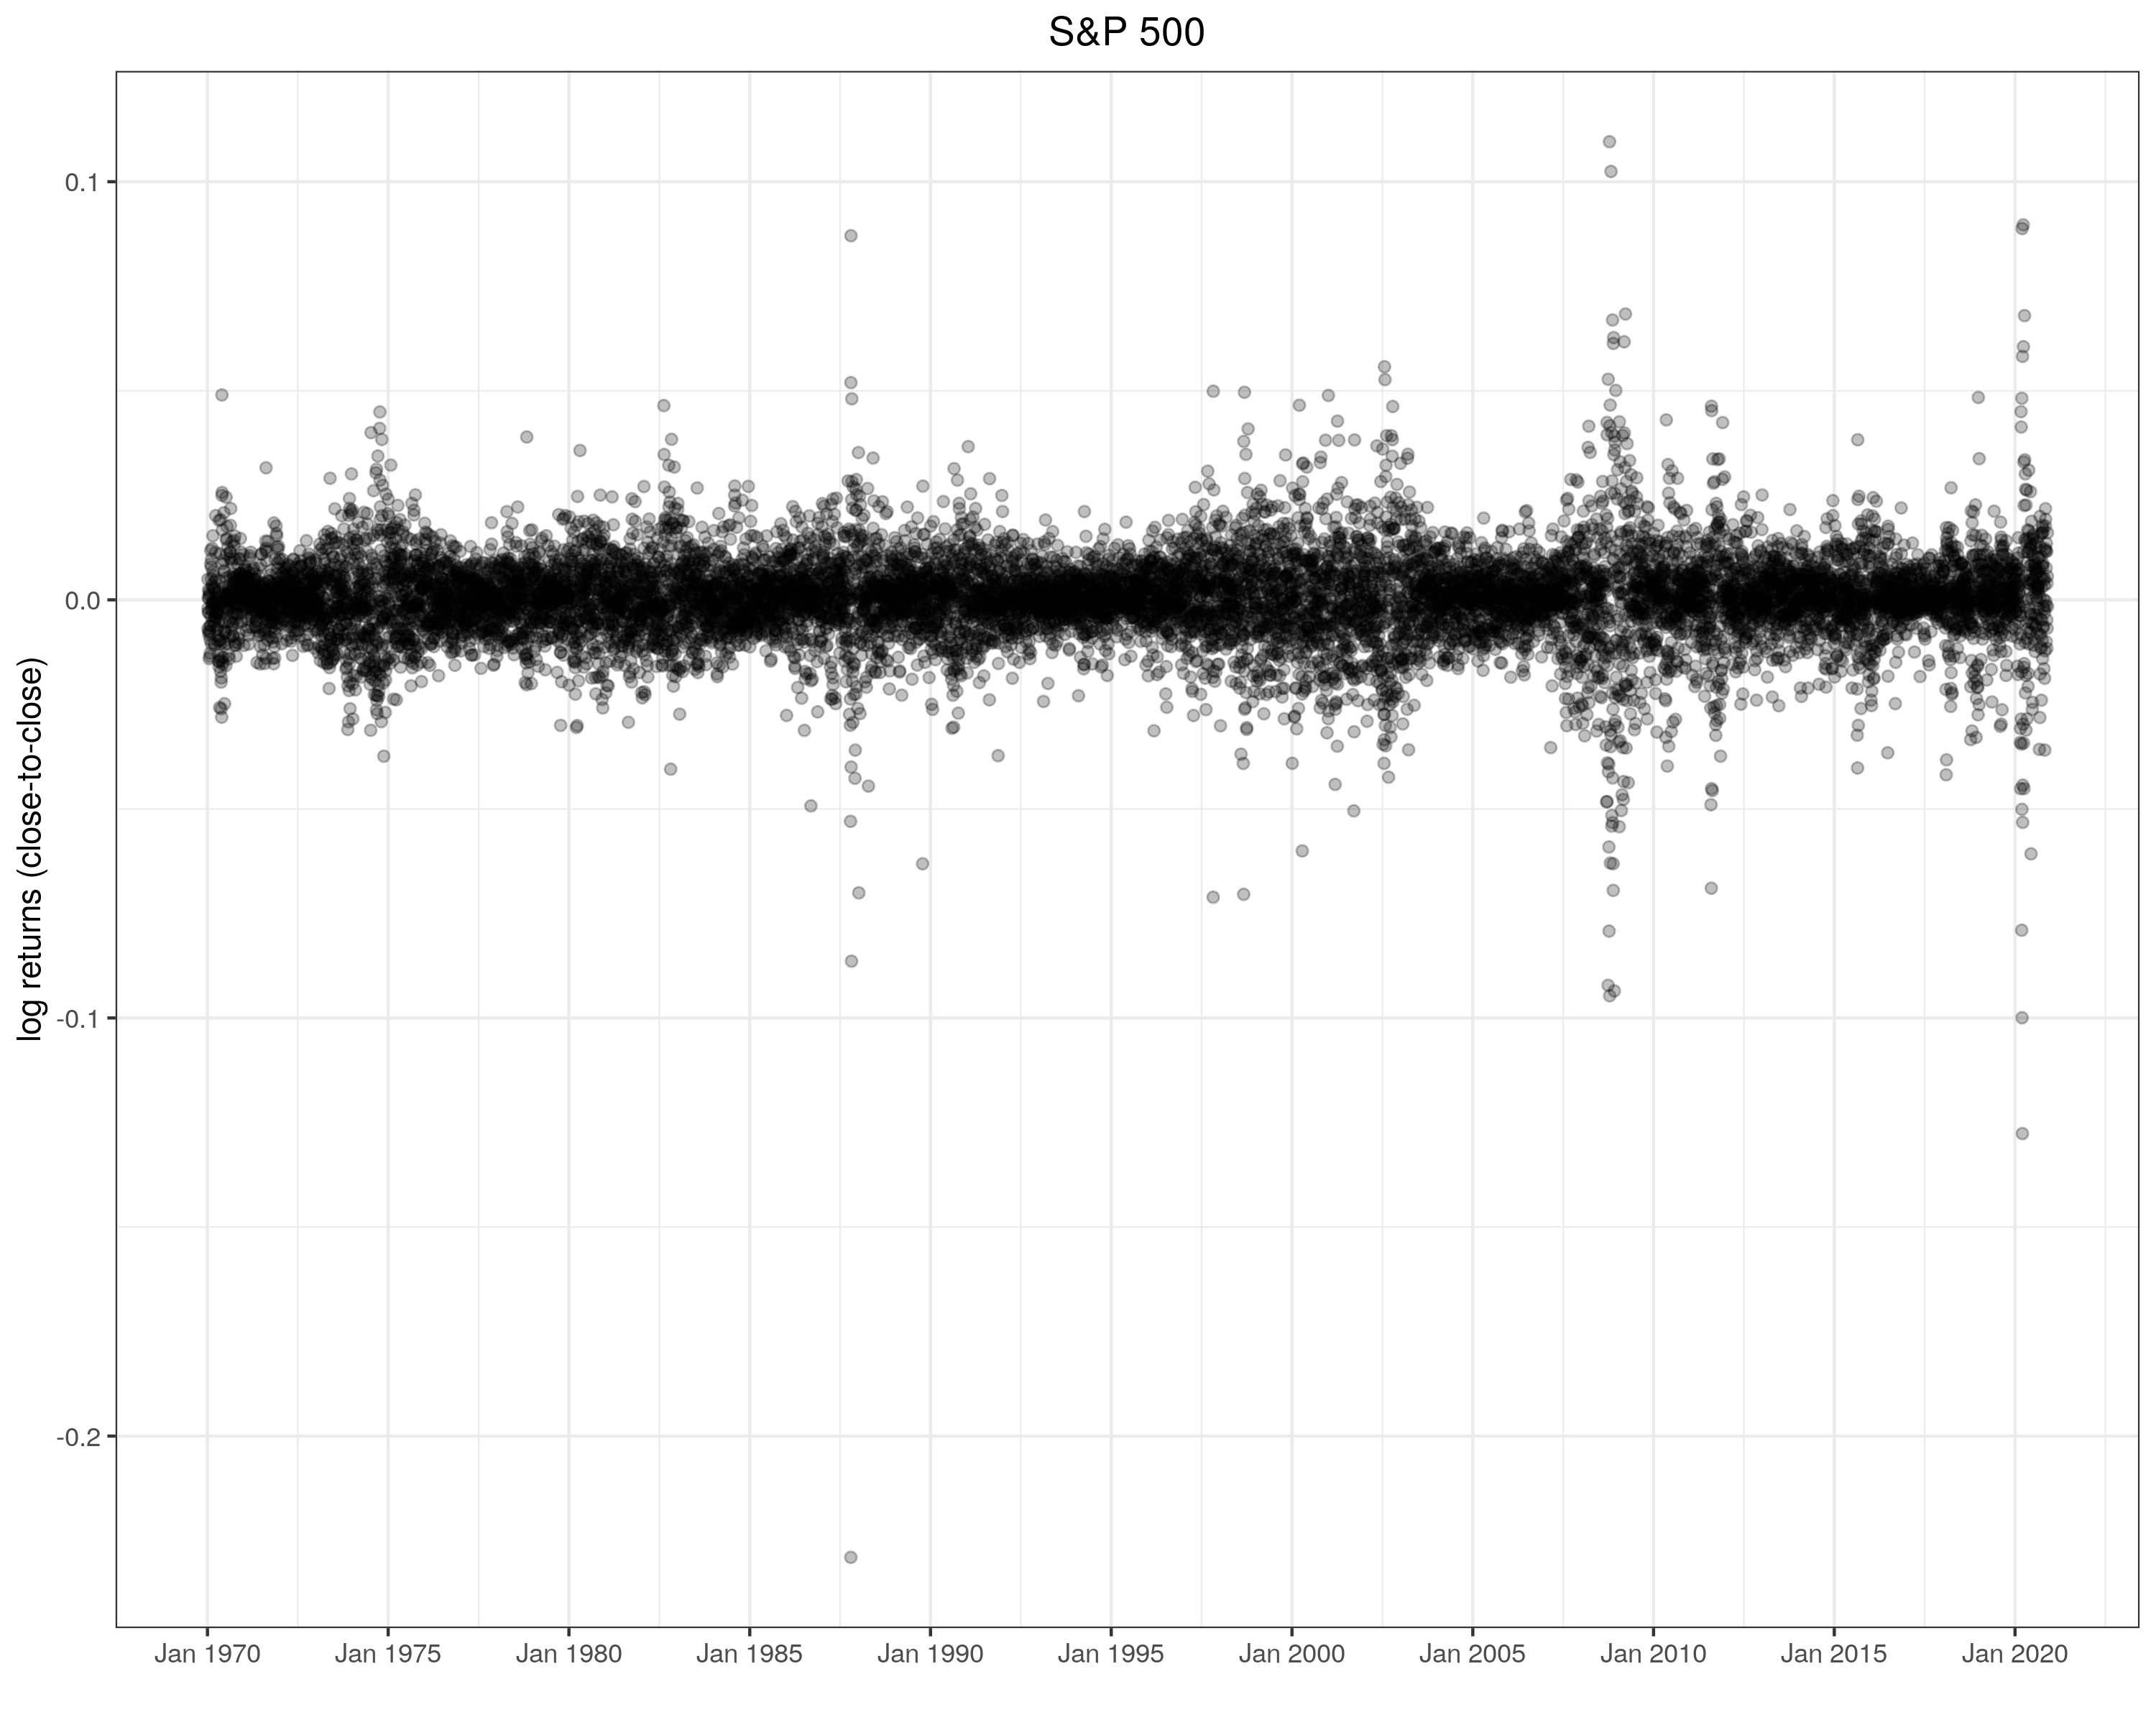 S&P 500
log returns (close-to-close)
0.1
0.0
-0.1
-0.2
Jan 1970 Jan 1975 Jan 1980 Jan 1985 Jan 1990 Jan 1995 Jan 2000 Jan 2005 Jan 2010 Jan 2015 Jan 2020